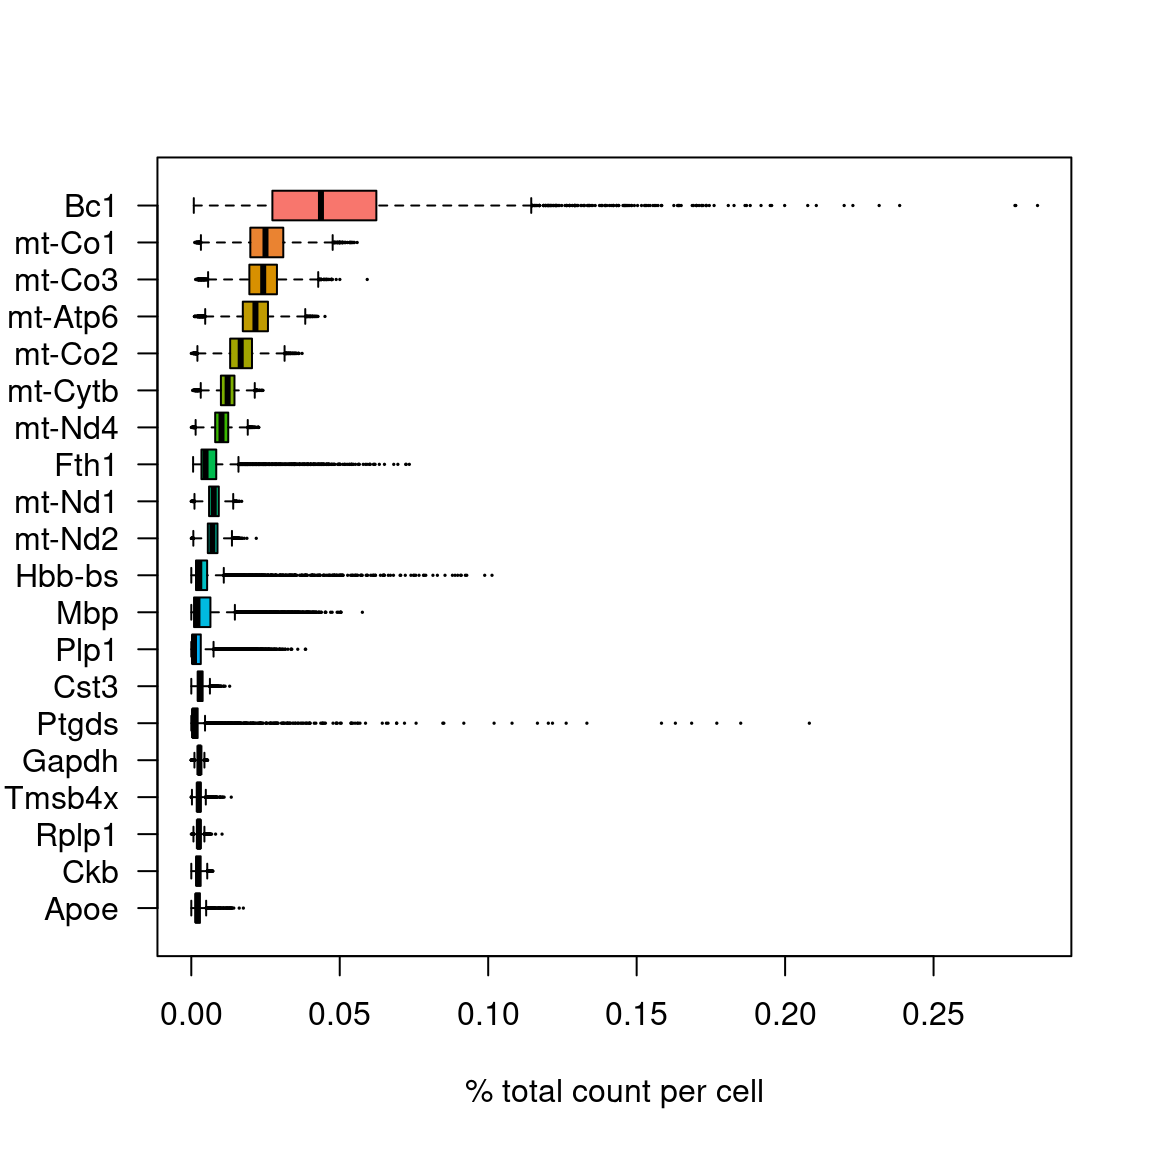 Bc1
mt-Co1
mt-Co3
mt-Atp6
mt-Co2
mt-Cytb
mt-Nd4
Fth1
mt-Nd1
mt-Nd2
Hbb-bs
Mbp
Plp1
Cst3
Ptgds
Gapdh
Tmsb4x
Rplp1
Ckb
Apoe
0.00 0.05 0.10 0.15 0.20 0.25
% total count per cell